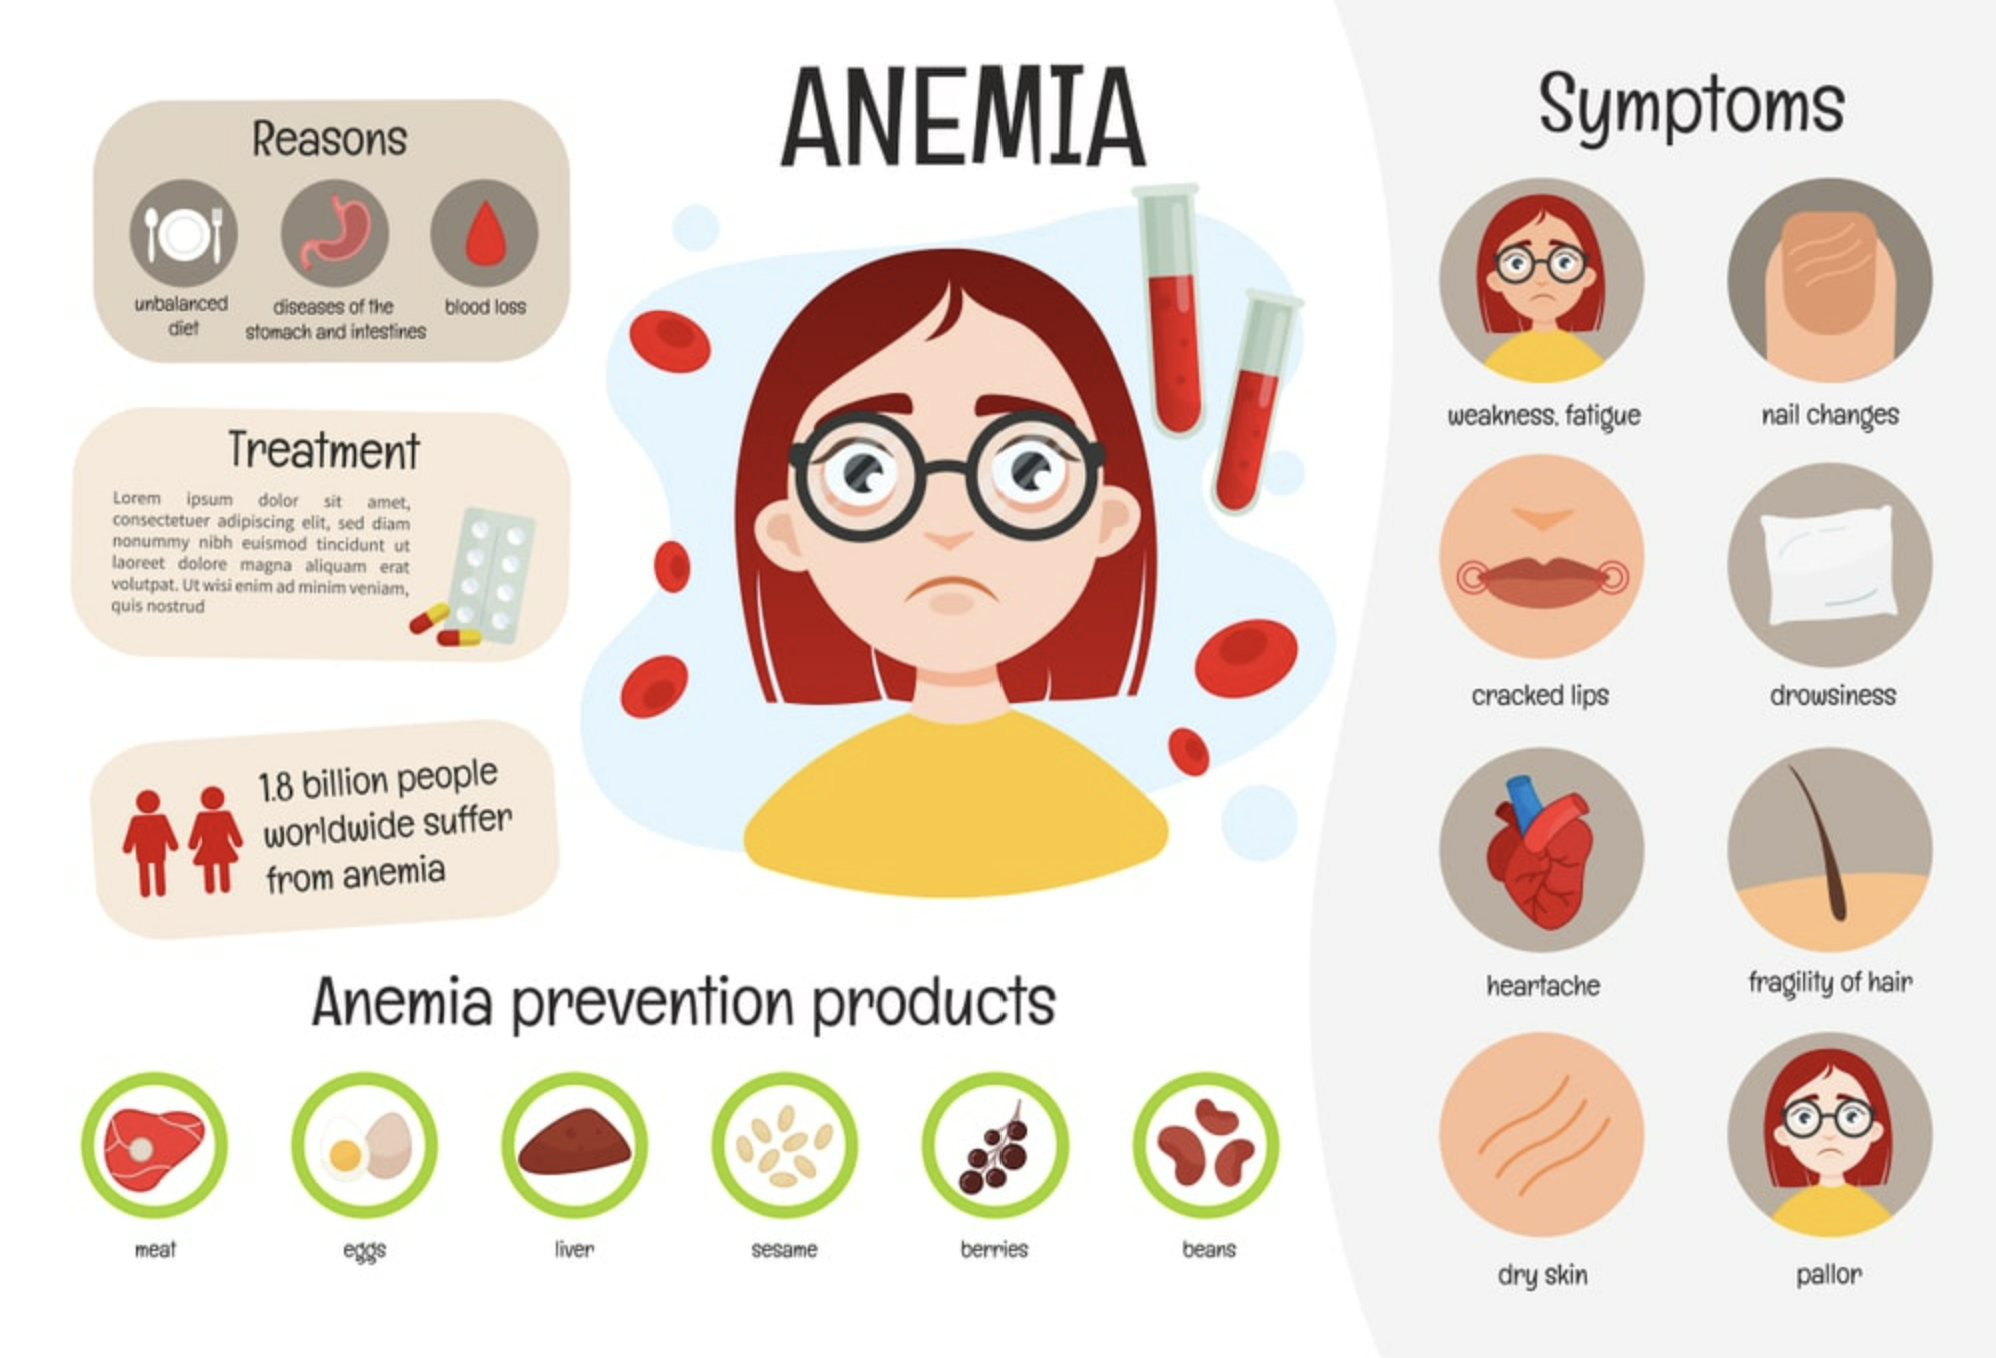 ANEMIA
Reasons
unbalanced
diet
diseases of the
stomach and intestines
blood loss
Treatment
Lorem ipsum dolor sit amet,
consectetuer adipiscing elit, sed diam
nonummy nibh euismod tincidunt ut
laoreet dolore magna aliquam erat
volutpat. Ut wisi enim ad minim veniam,
quis nostrud
1.8 billion people
worldwide suffer
from anemia
Anemia prevention products
meat
eggs
liver
sesame
berries
beans
Symptoms
weakness, fatigue
nail changes
cracked lips
drowsiness
heartache
fragility of hair
dry skin
pallor